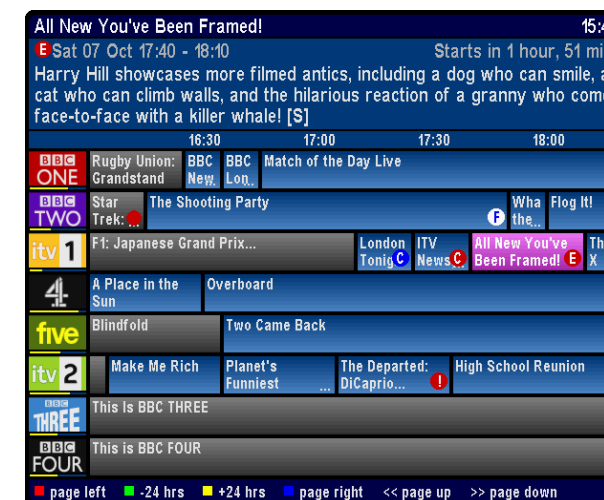 All New You've Been Framed! 15:4
E Sat 07 Oct 17:40 - 18:10 Starts in 1 hour, 51 mi
Harry Hill showcases more filmed antics, including a dog who can smile, a
cat who can climb walls, and the hilarious reaction of a granny who com
face-to-face with a killer whale! [S]
16:30 17:00 17:30 18:00
BBC ONE
Rugby Union:
Grandstand
BBC
New...
BBC
Lon...
Match of the Day Live
BBC TWO
Star
Trek: ...
The Shooting Party
F
Wha
the...
Flog It!
itv 1
F1: Japanese Grand Prix...
London
Tonig C
ITV
News... C
All New You've
Been Framed! E
Th
X
4
A Place in the
Sun
Overboard
five
Blindfold
Two Came Back
itv 2
Make Me Rich
Planet's
Funniest ...
The Departed:
DiCaprio... !
High School Reunion
BBC THREE
This Is BBC THREE
BBC FOUR
This is BBC FOUR
page left -24 hrs +24 hrs page right << page up >> page down